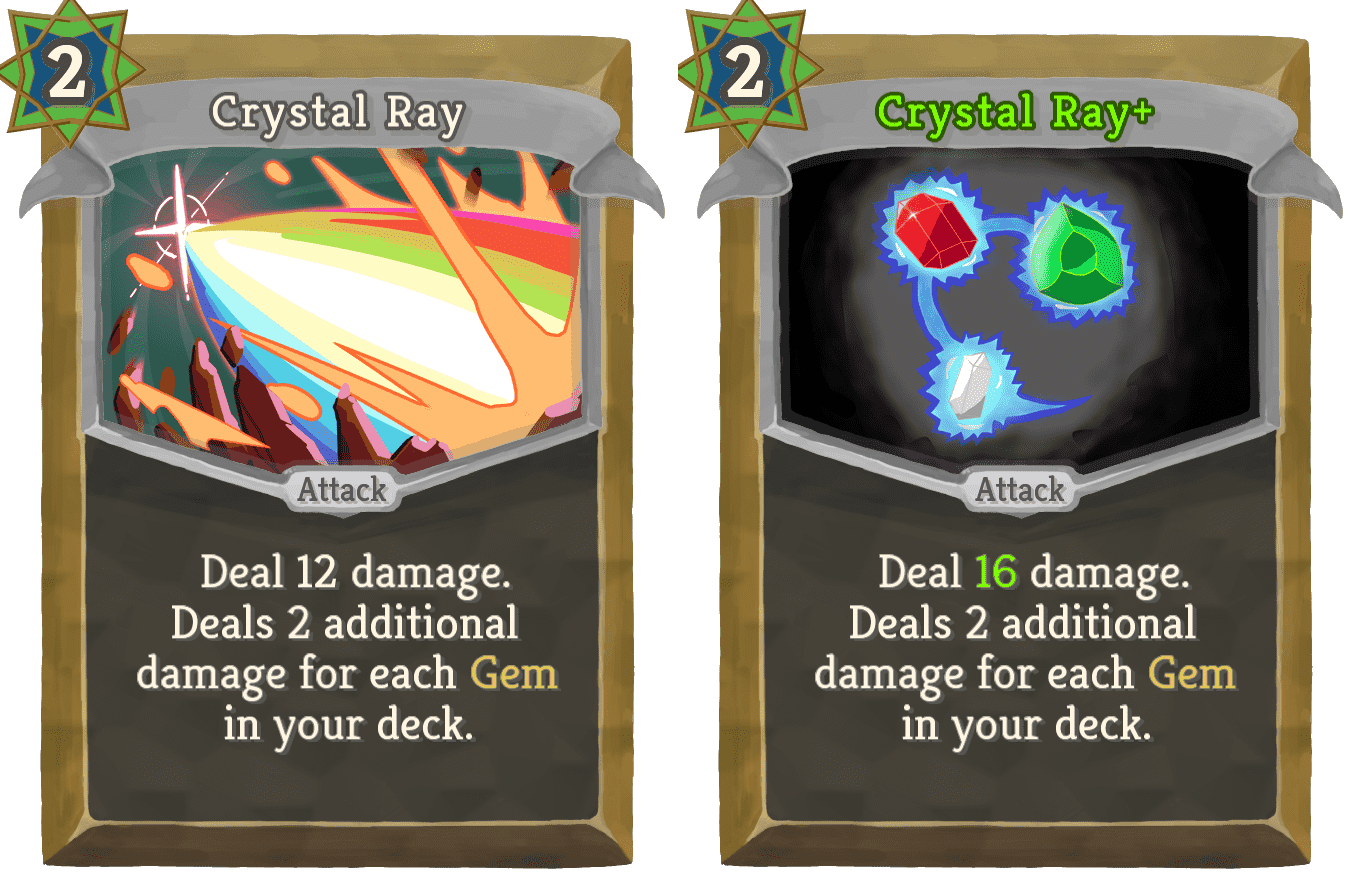 2
Crystal Ray
Attack
Deal 12 damage.
Deals 2 additional
damage for each Gem
in your deck.
2
Crystal Ray+
Attack
Deal 16 damage.
Deals 2 additional
damage for each Gem
in your deck.